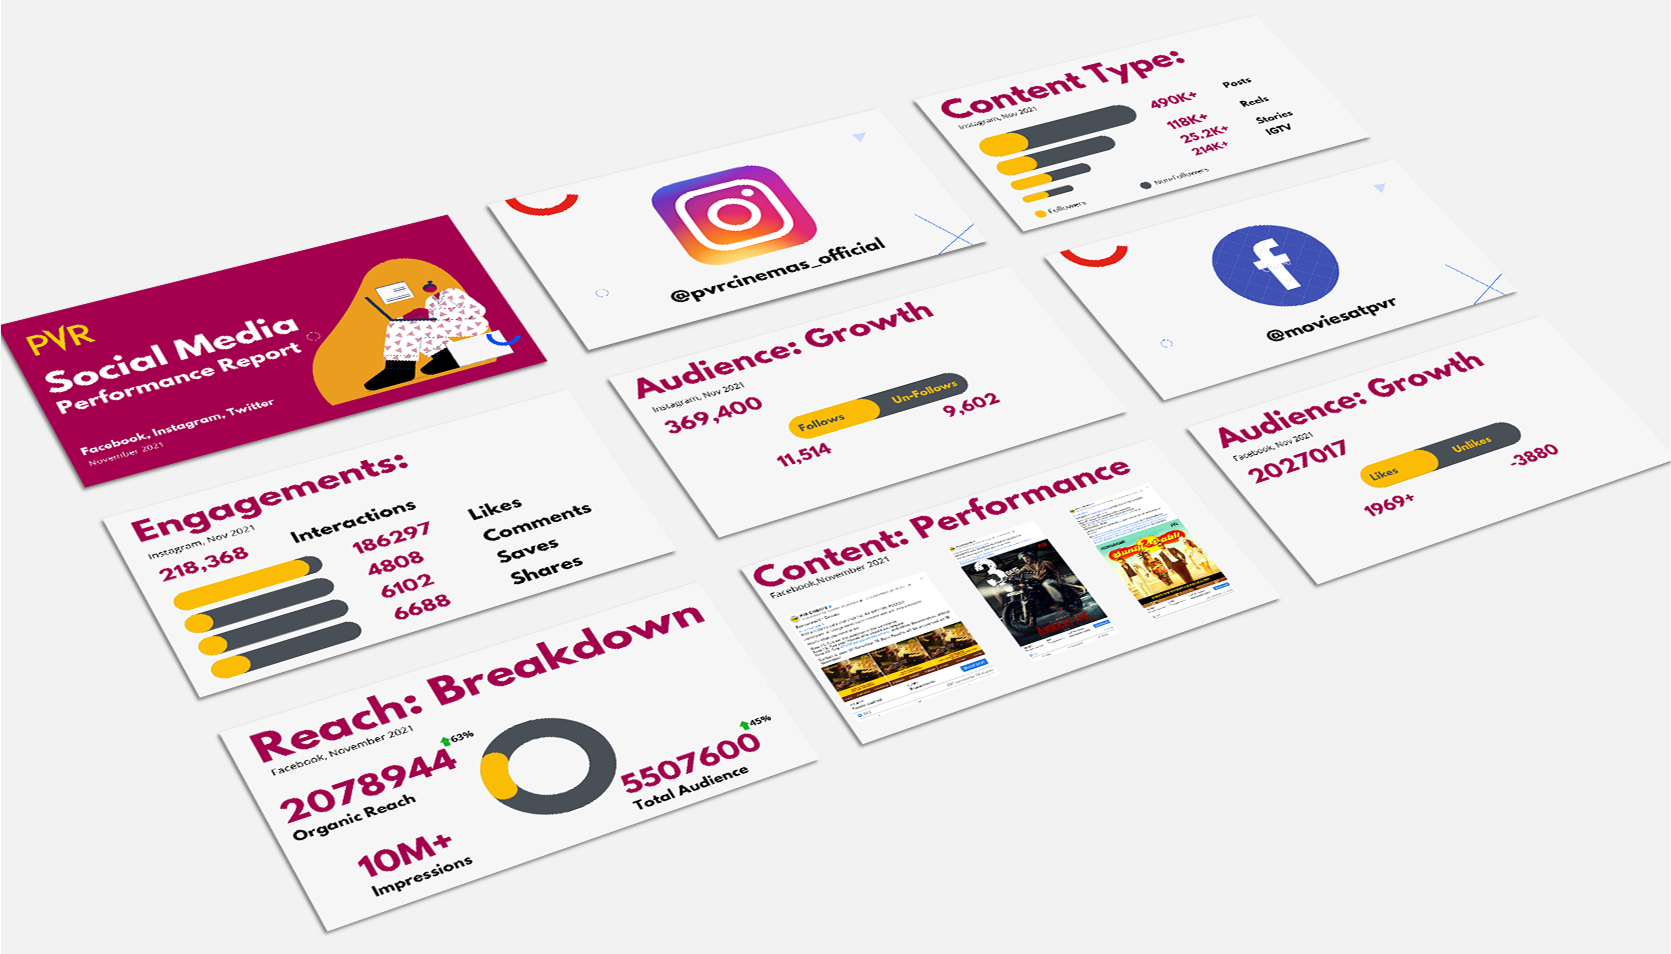 PVR
Social Media
Performance Report
Facebook, Instagram, Twitter
November 2021
@pvrcinemas_official
Content Type:
Instagram, Nov 2021
490K+ Posts
118K+ Reels
25.2K+ Stories
214K+ IGTV
Followers
Non-Followers
Engagements:
Instagram, Nov 2021
218,368
Interactions
186297 Likes
4808 Comments
6102 Saves
6688 Shares
Audience: Growth
Instagram, Nov 2021
369,400
Follows
Un-Follows
11,514
9,602
@moviesatpvr
Reach: Breakdown
Facebook, November 2021
63%
2078944
Organic Reach
10M+
Impressions
45%
5507600
Total Audience
Content: Performance
Facebook,November 2021
Audience: Growth
Facebook, Nov 2021
2027017
Likes
Unlikes
1969+
-3880